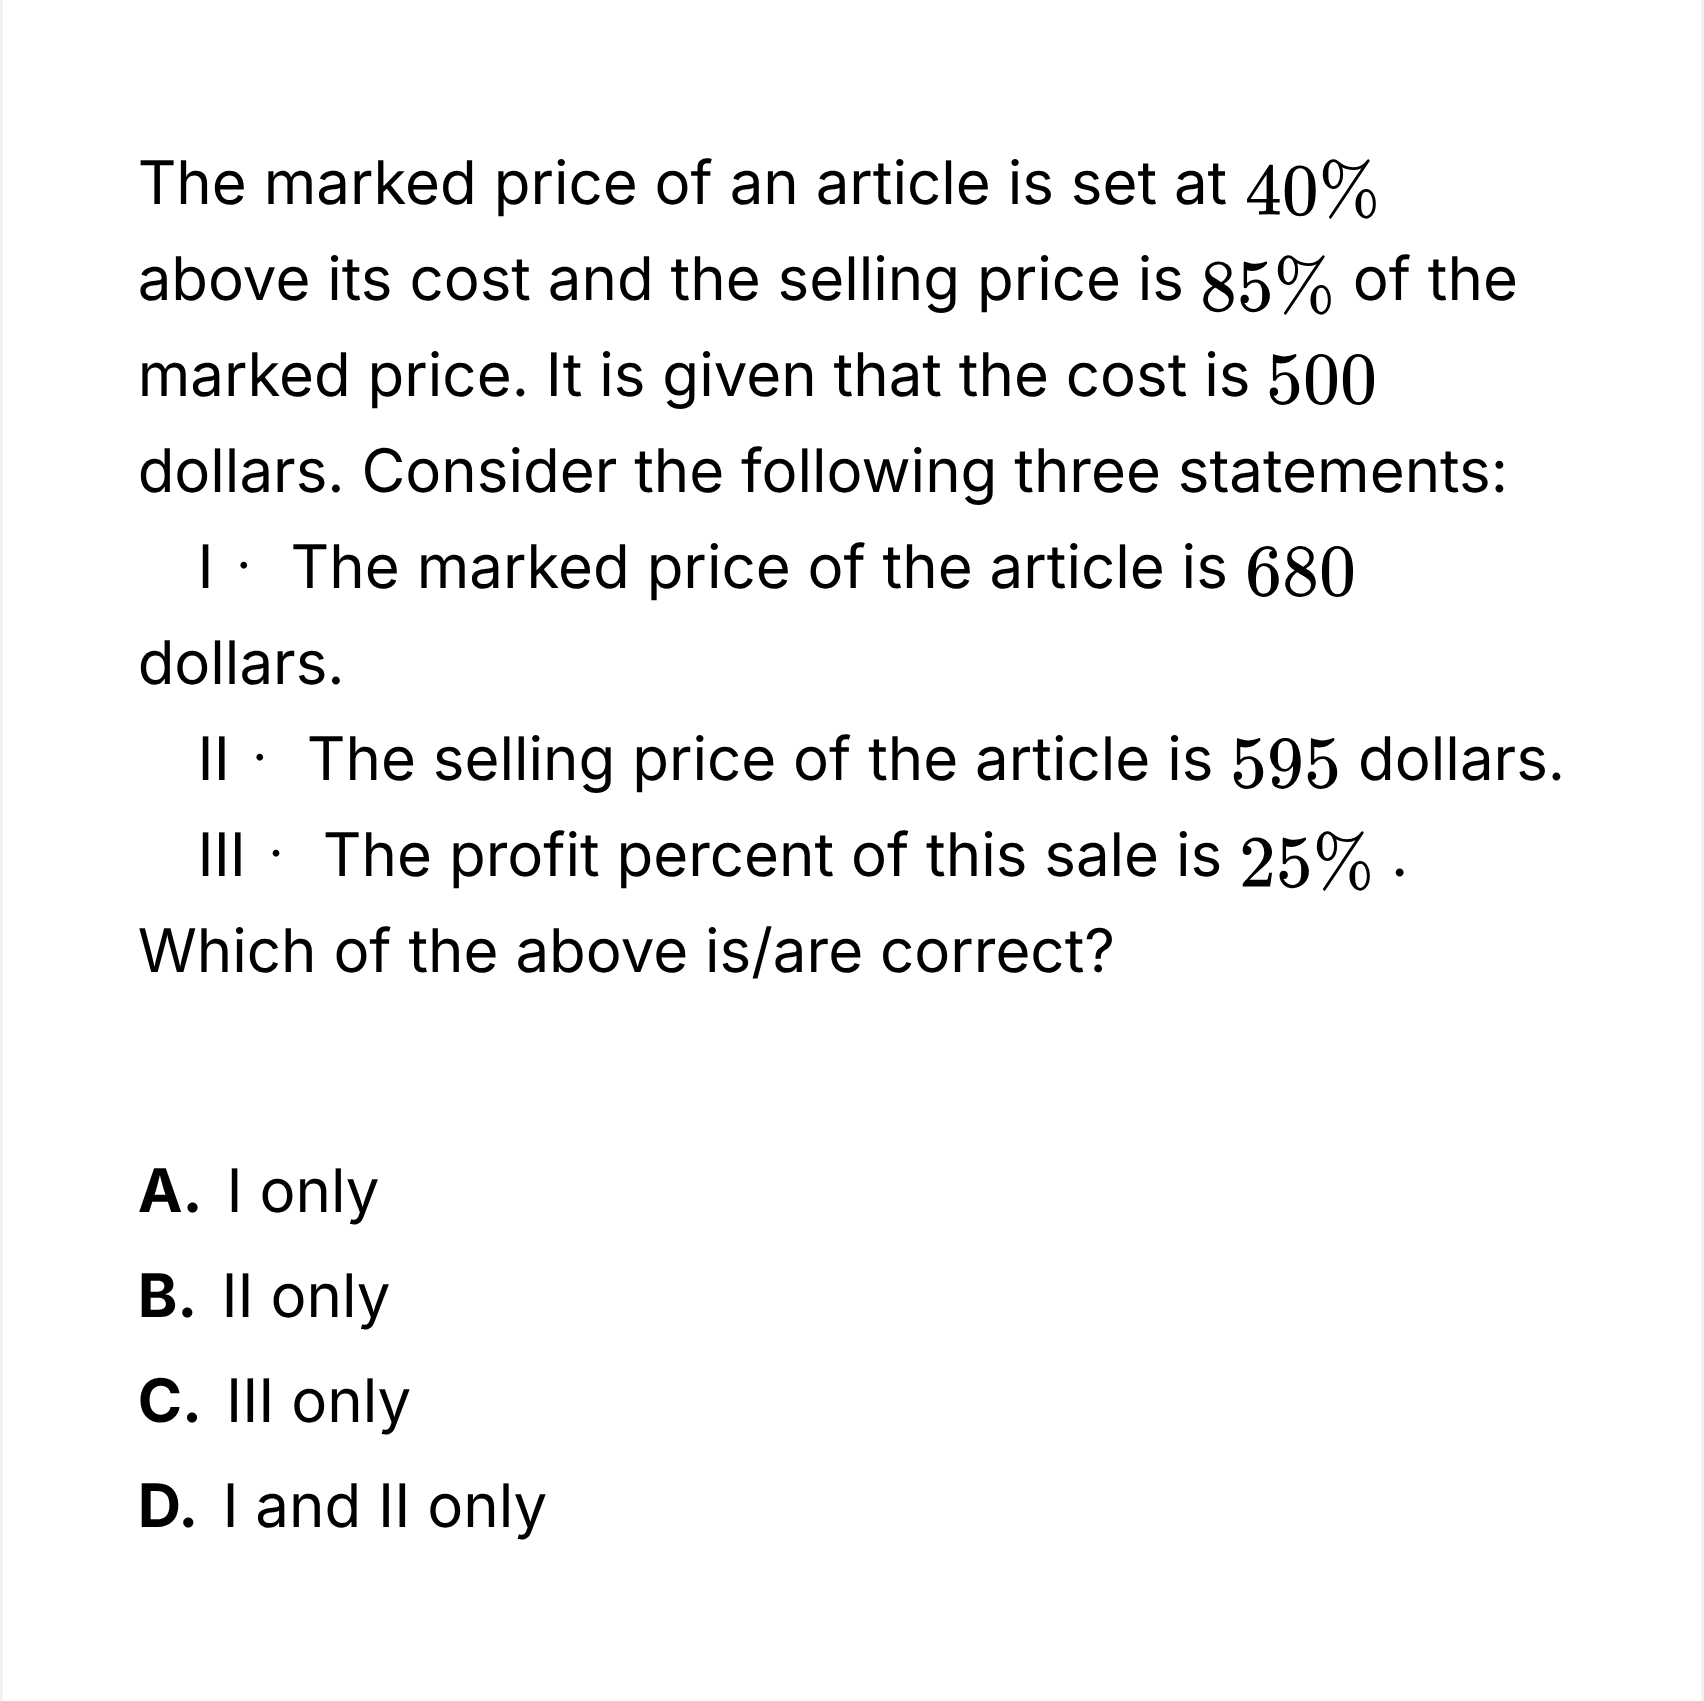 The marked price of an article is set at 40%
above its cost and the selling price is 85% of the
marked price. It is given that the cost is 500
dollars. Consider the following three statements:
I · The marked price of the article is 680
dollars.
II · The selling price of the article is 595 dollars.
III · The profit percent of this sale is 25% .
Which of the above is/are correct?
A. I only
B. II only
C. III only
D. I and II only